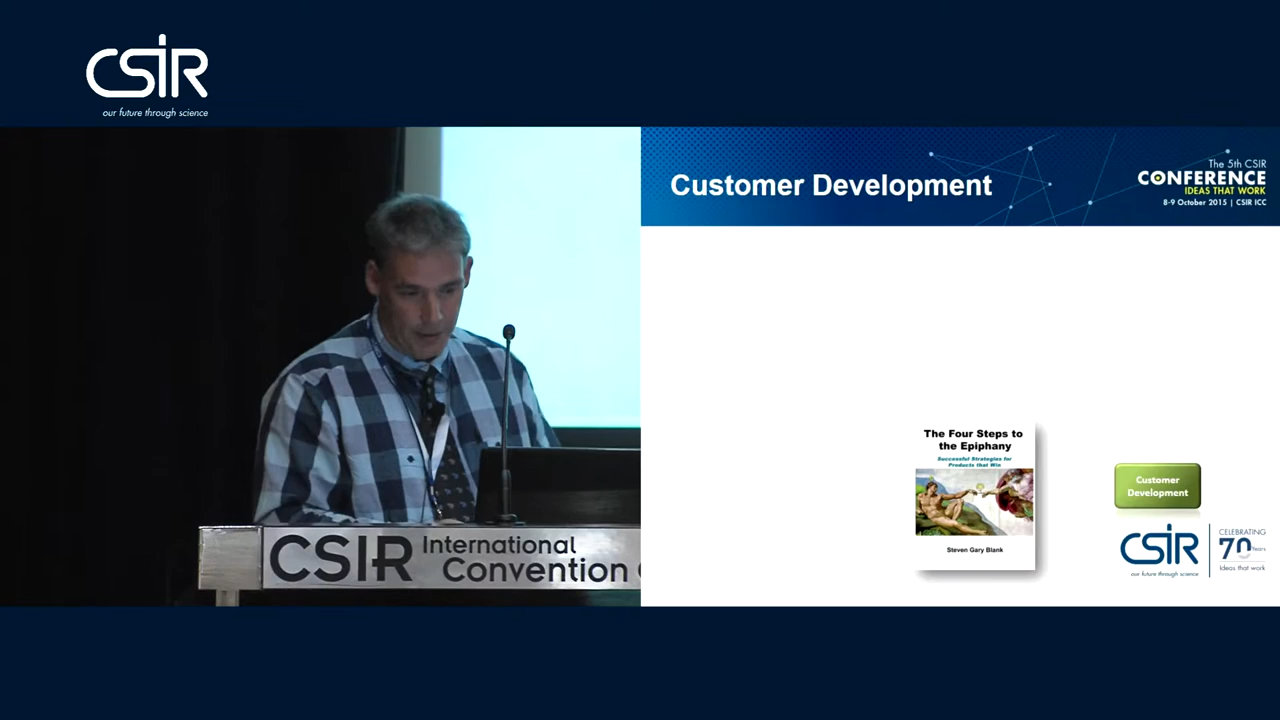 CSiR
our future through science
Customer Development
The 5th CSIR
CONFERENCE
IDEAS THAT WORK
8-9 October 2015 | CSIR ICC
The Four Steps to
the Epiphany
Successful Strategies for
Products that Win
Steven Gary Blank
Customer
Development
CSiR
our future through science
CELEBRATING
70 Years
Ideas that work
CSIR International
Convention